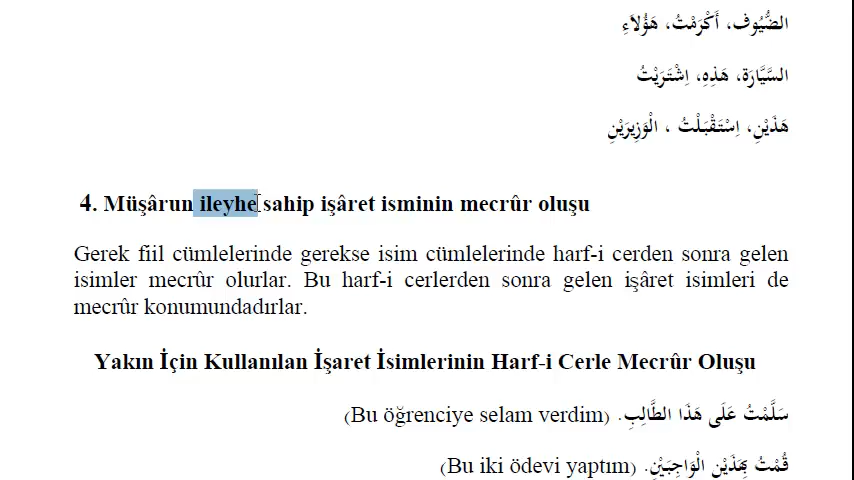 الضُّيُوف، أَكْرَمْتُ، هَؤُلاَءِ
السَّيَّارَة، هَذِهِ، اِشْتَرَيْتُ
هَذَيْنِ، اِسْتَقْبَلْتُ ، الْوَزِيرَيْنِ
4. Müşârun ileyhe sahip işâret isminin mecrûr oluşu
Gerek fiil cümlelerinde gerekse isim cümlelerinde harf-i cerden sonra gelen
isimler mecrûr olurlar. Bu harf-i cerlerden sonra gelen işâret isimleri de
mecrûr konumundadırlar.
Yakın İçin Kullanılan İşaret İsimlerinin Harf-i Cerle Mecrûr Oluşu
سَلَّمْتُ عَلَى هَذَا الطَّالِبِ. (Bu öğrenciye selam verdim)
قُمْتُ بِهَذَيْنِ الْوَاجِبَيْنِ. (Bu iki ödevi yaptım)